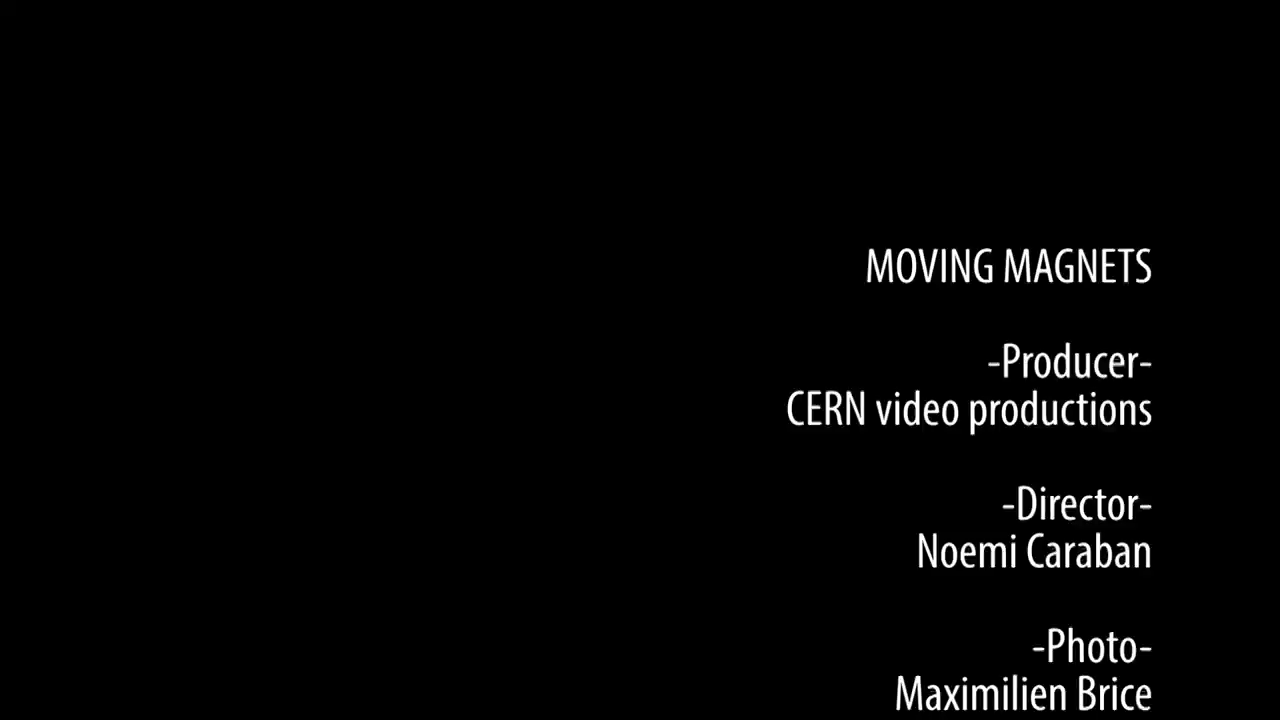 MOVING MAGNETS
-Producer-
CERN video productions
-Director-
Noemi Caraban
-Photo-
Maximilien Brice